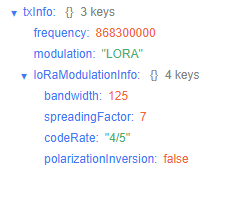 ▼ txInfo: {} 3 keys
frequency: 868300000
modulation: "LORA"
▼ loRaModulationInfo: {} 4 keys
bandwidth: 125
spreadingFactor: 7
codeRate: "4/5"
polarizationInversion: false